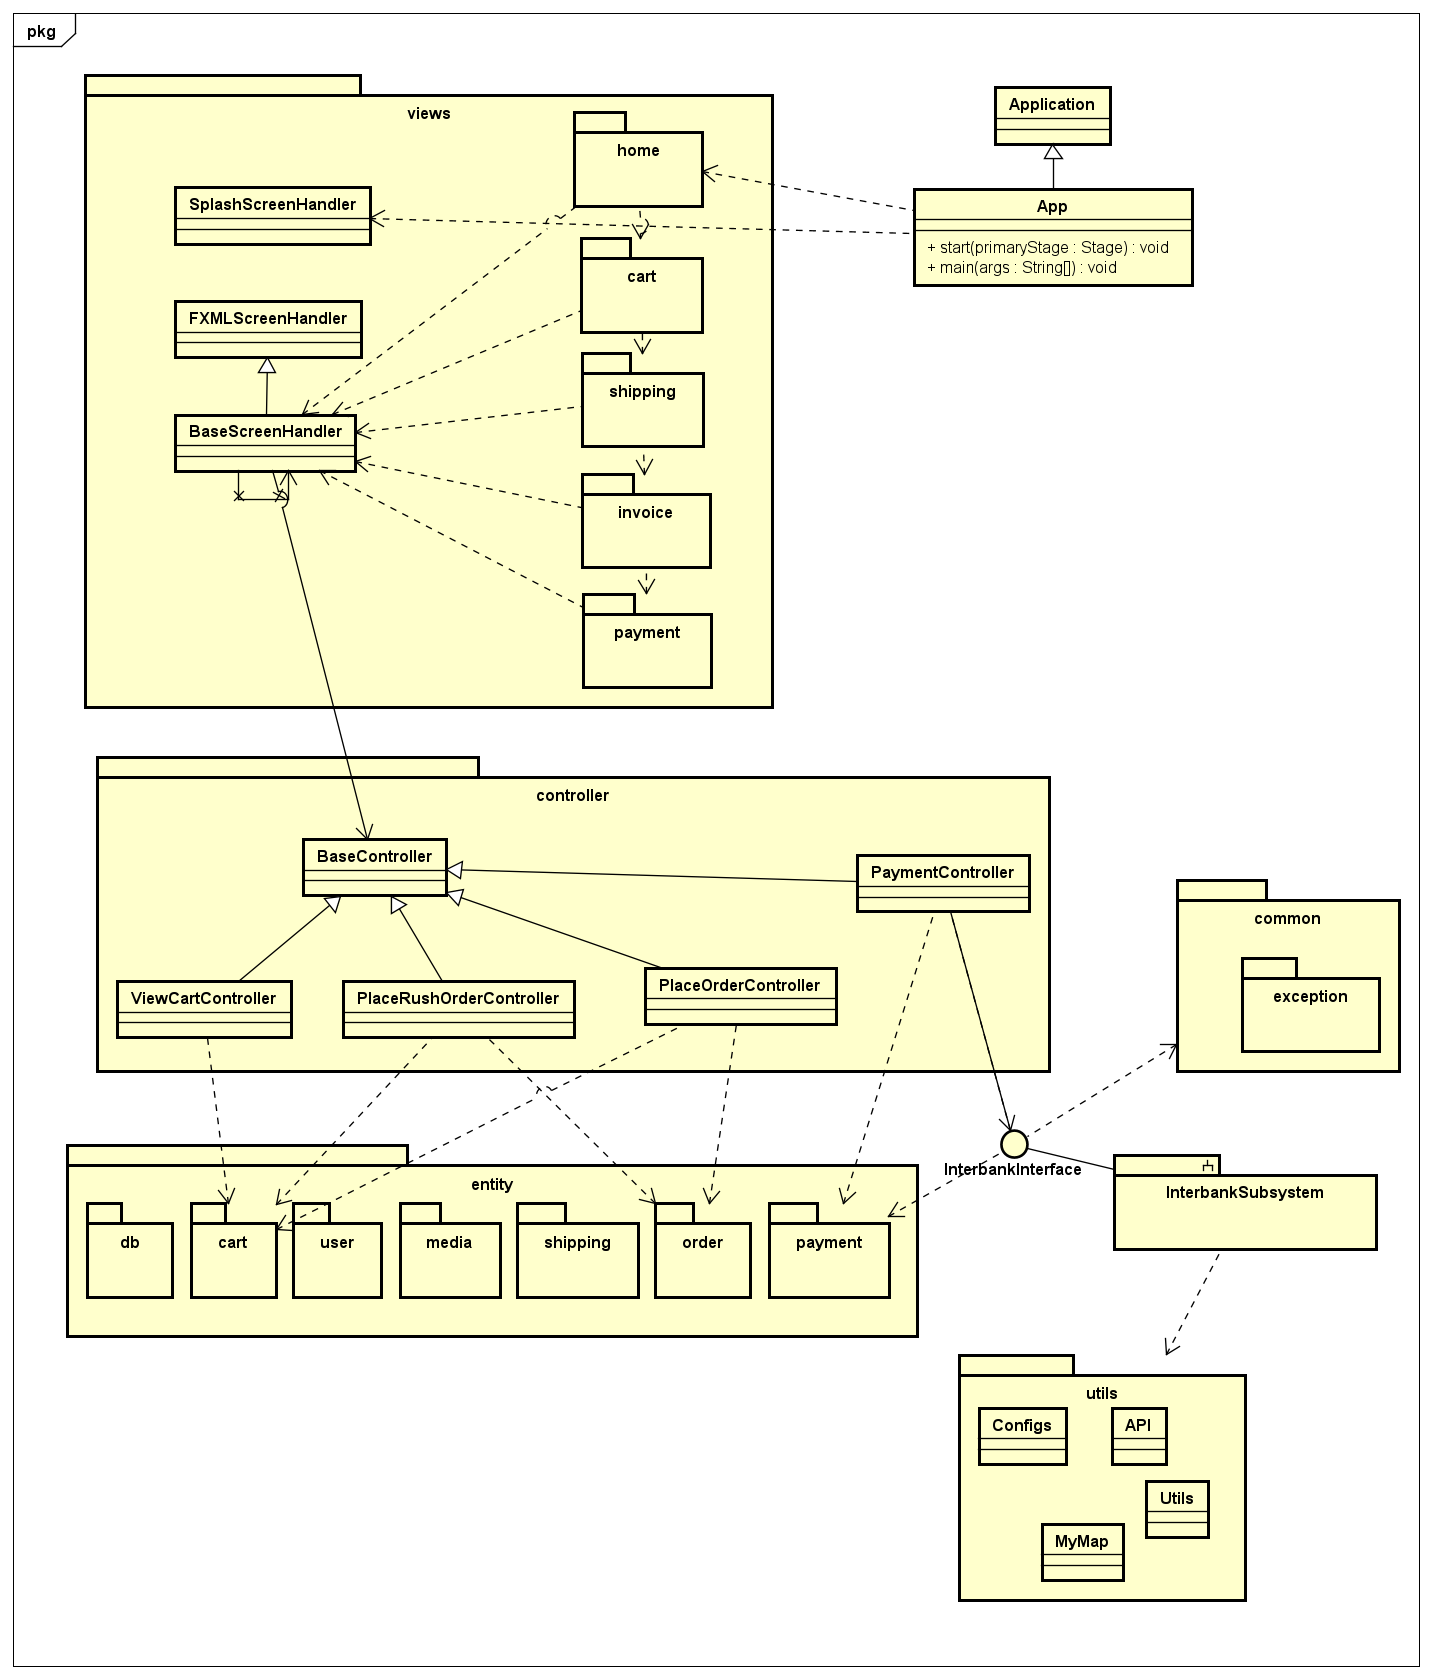 pkg
views
Application
home
SplashScreenHandler
App
+ start(primaryStage : Stage) : void
+ main(args : String[]) : void
cart
FXMLScreenHandler
shipping
BaseScreenHandler
invoice
payment
controller
BaseController
PaymentController
common
ViewCartController
PlaceRushOrderController
PlaceOrderController
exception
InterbankInterface
entity
InterbankSubsystem
db
cart
user
media
shipping
order
payment
utils
Configs
API
Utils
MyMap